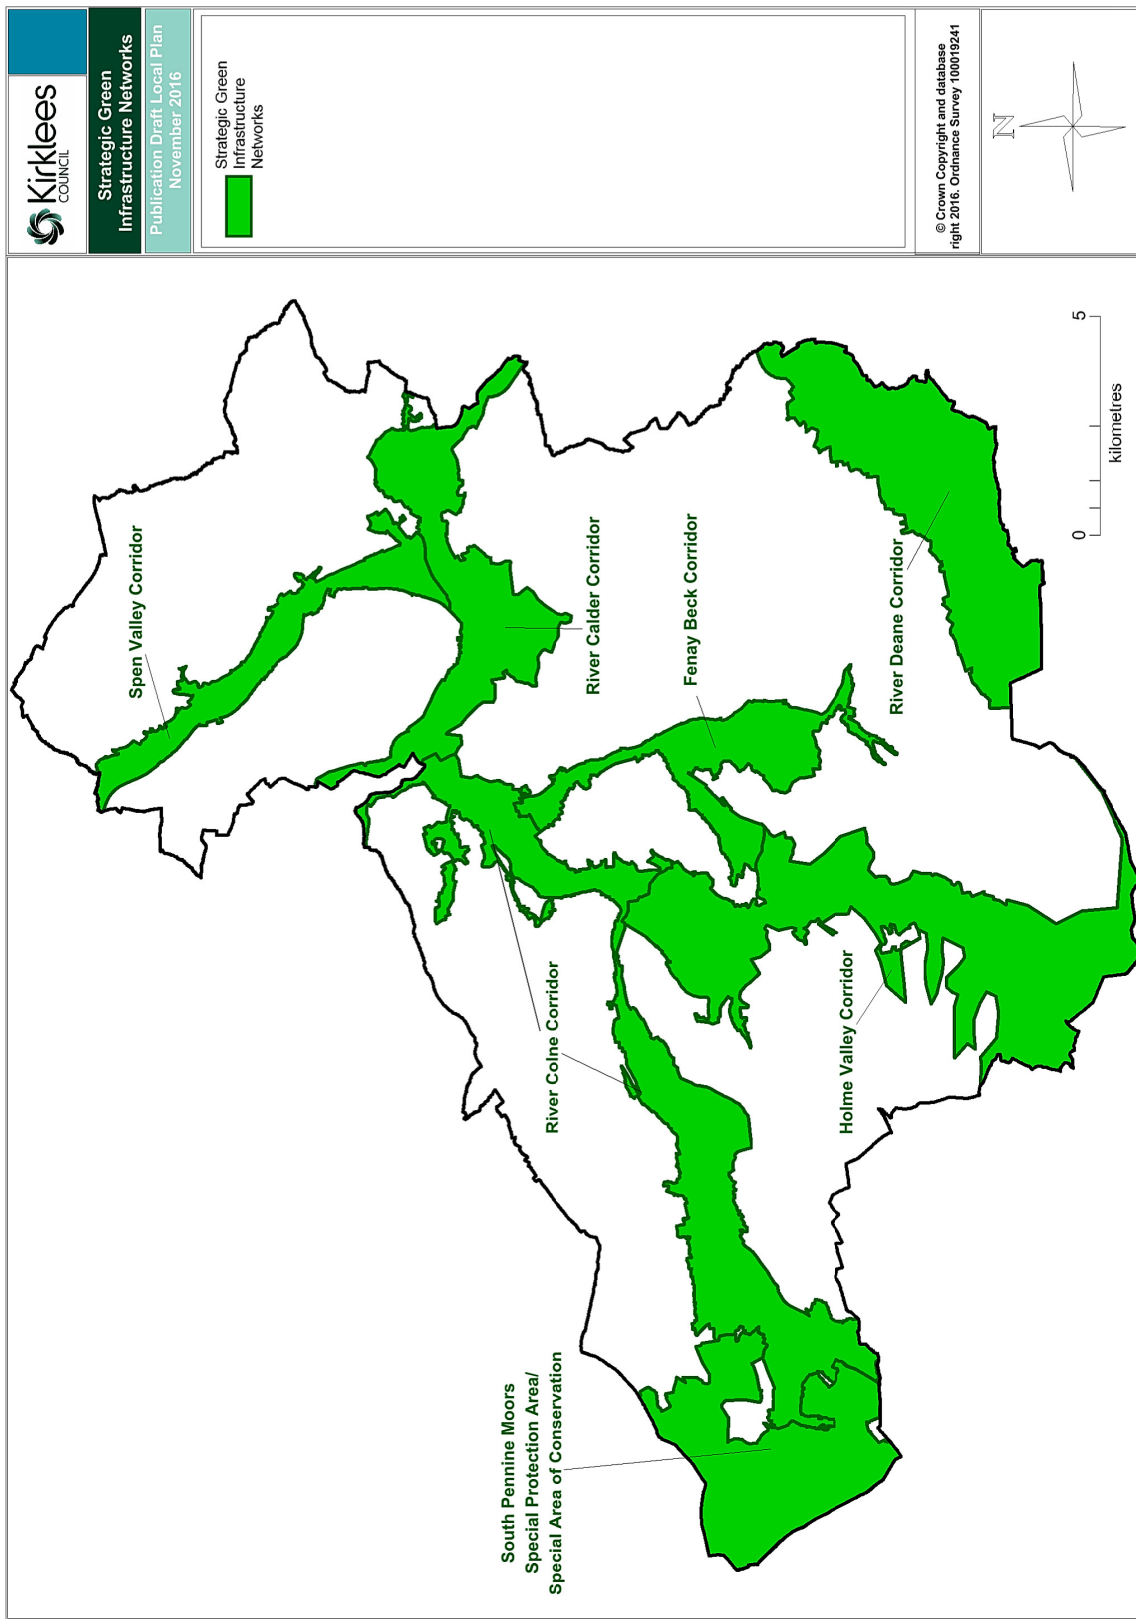 Kirklees
COUNCIL
Strategic Green
Infrastructure Networks
Publication Draft Local Plan
November 2016
Strategic Green
Infrastructure
Networks
© Crown Copyright and database
right 2016. Ordnance Survey 100019241
N
Spen Valley Corridor
River Calder Corridor
Fenay Beck Corridor
River Deane Corridor
River Colne Corridor
Holme Valley Corridor
South Pennine Moors
Special Protection Area/
Special Area of Conservation
0
5
kilometres